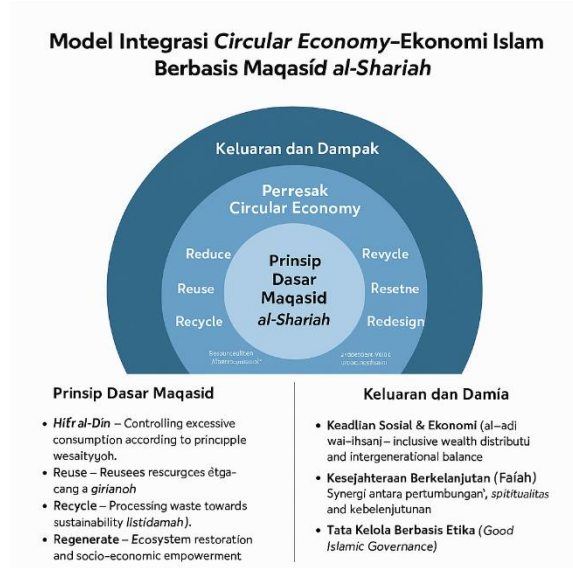 Model Integrasi Circular Economy–Ekonomi Islam
Berbasis Maqasíd al-Shariah
Keluaran dan Dampak
Perresak
Circular Economy
Reduce
Reuse
Recycle
Prinsip
Dasar
Maqasid
al-Shariah
Revycle
Resetne
Redesign
Prinsip Dasar Maqasid
• Hifr al-Din – Controlling excessive
consumption according to principple
wesaityyoh.
• Reuse – Reusees rescurgces ėtga-
cang a girianoh
• Recycle – Processing waste towards
sustainability listidamah).
• Regenerate – Ecosystem restoration
and socio-economic empowerment
Keluaran dan Damía
• Keadlian Sosial & Ekonomi (al–adi
wai–ihsanj – inclusive wealth distributu
and intergenerational balance
• Kesejahteraan Berkelanjutan (Faíah)
Synergi antara pertumbungan', spititualitas
and kebelenjutunan
• Tata Kelola Berbasis Etika (Good
Islamic Governance)